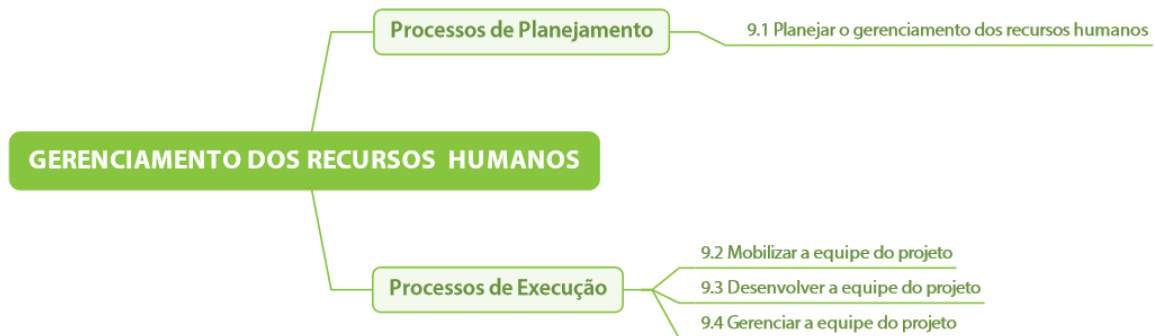 Processos de Planejamento
9.1 Planejar o gerenciamento dos recursos humanos
GERENCIAMENTO DOS RECURSOS HUMANOS
Processos de Execução
9.2 Mobilizar a equipe do projeto
9.3 Desenvolver a equipe do projeto
9.4 Gerenciar a equipe do projeto